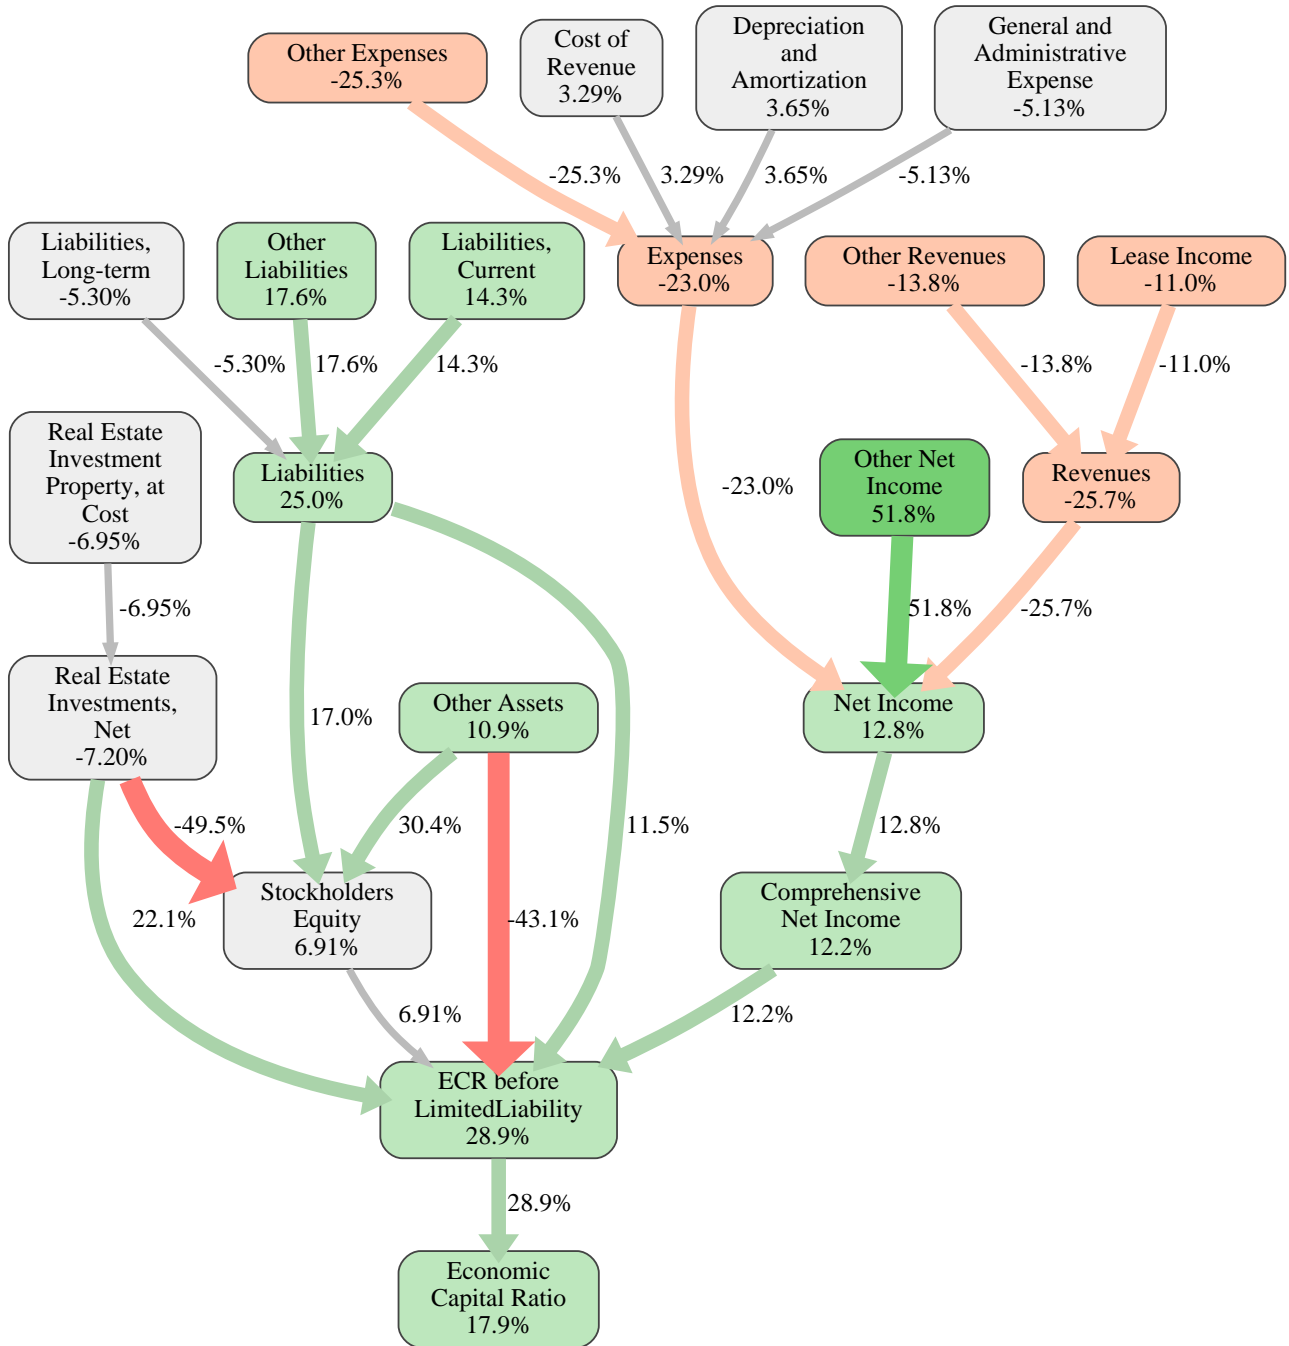 Other Expenses
-25.3%
Cost of
Revenue
3.29%
Depreciation
and
Amortization
3.65%
General and
Administrative
Expense
-5.13%
-25.3%
3.29%
3.65%
-5.13%
Liabilities,
Long-term
-5.30%
Other
Liabilities
17.6%
Liabilities,
Current
14.3%
Expenses
-23.0%
Other Revenues
-13.8%
Lease Income
-11.0%
-5.30%
17.6%
14.3%
-13.8%
-11.0%
Real Estate
Investment
Property, at
Cost
-6.95%
Liabilities
25.0%
-23.0%
Other Net
Income
51.8%
Revenues
-25.7%
-6.95%
51.8%
-25.7%
Real Estate
Investments,
Net
-7.20%
17.0%
Other Assets
10.9%
Net Income
12.8%
-49.5%
30.4%
11.5%
12.8%
22.1%
Stockholders
Equity
6.91%
-43.1%
Comprehensive
Net Income
12.2%
6.91%
12.2%
ECR before
LimitedLiability
28.9%
28.9%
Economic
Capital Ratio
17.9%